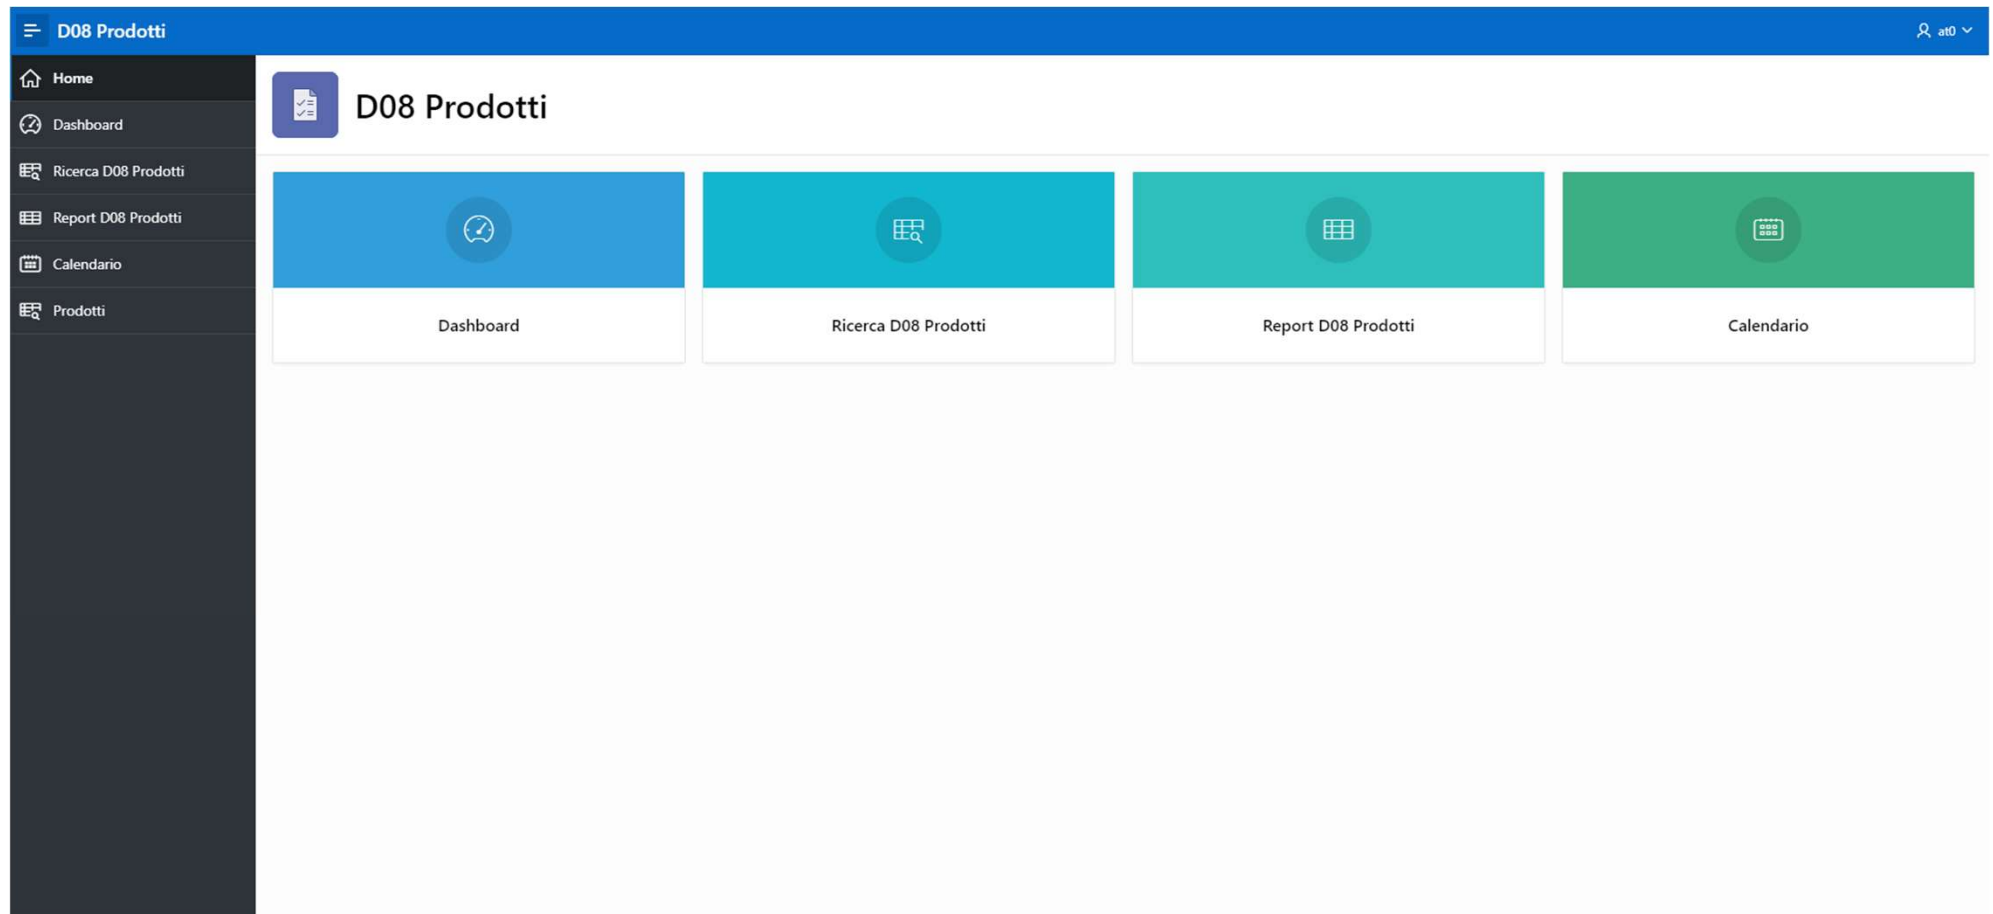 D08 Prodotti
at0
Home
Dashboard
Ricerca D08 Prodotti
Report D08 Prodotti
Calendario
Prodotti
D08 Prodotti
Dashboard
Ricerca D08 Prodotti
Report D08 Prodotti
Calendario